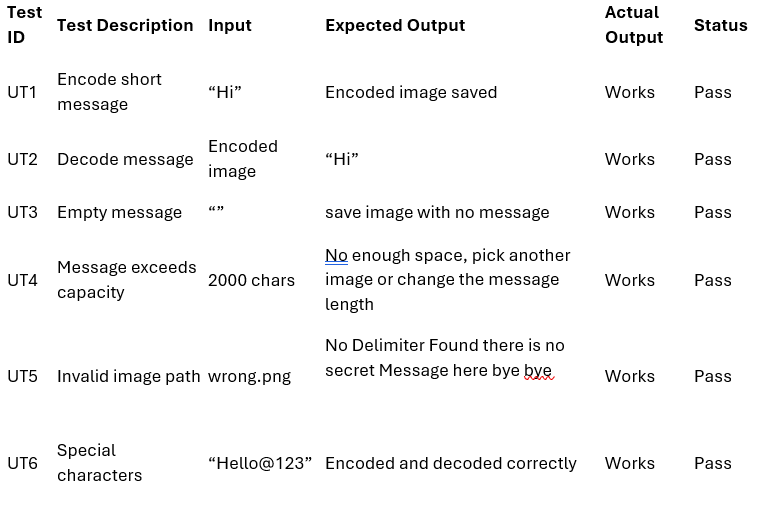 Test ID Test Description Input Expected Output Actual Output Status
UT1 Encode short message “Hi” Encoded image saved Works Pass
UT2 Decode message Encoded image “Hi” Works Pass
UT3 Empty message “” save image with no message Works Pass
UT4 Message exceeds capacity 2000 chars No enough space, pick another image or change the message length Works Pass
UT5 Invalid image path wrong.png No Delimiter Found there is no secret Message here bye bye Works Pass
UT6 Special characters “Hello@123” Encoded and decoded correctly Works Pass